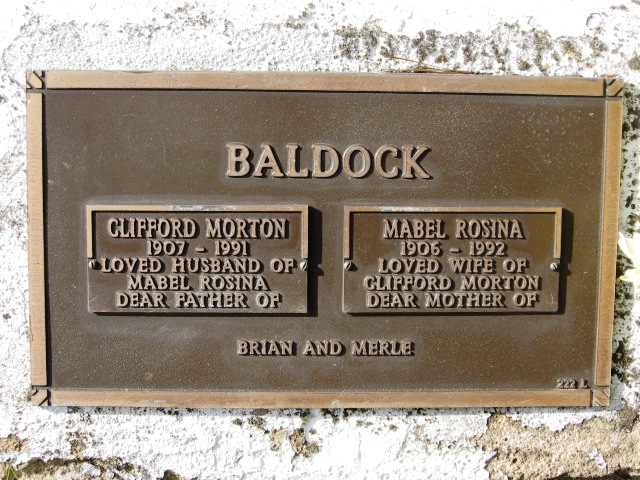 BALDOCK
CLIFFORD MORTON
1907 - 1991
LOVED HUSBAND OF
MABEL ROSINA
DEAR FATHER OF
MABEL ROSINA
1906 - 1992
LOVED WIFE OF
CLIFFORD MORTON
DEAR MOTHER OF
BRIAN AND MERLE
222 L